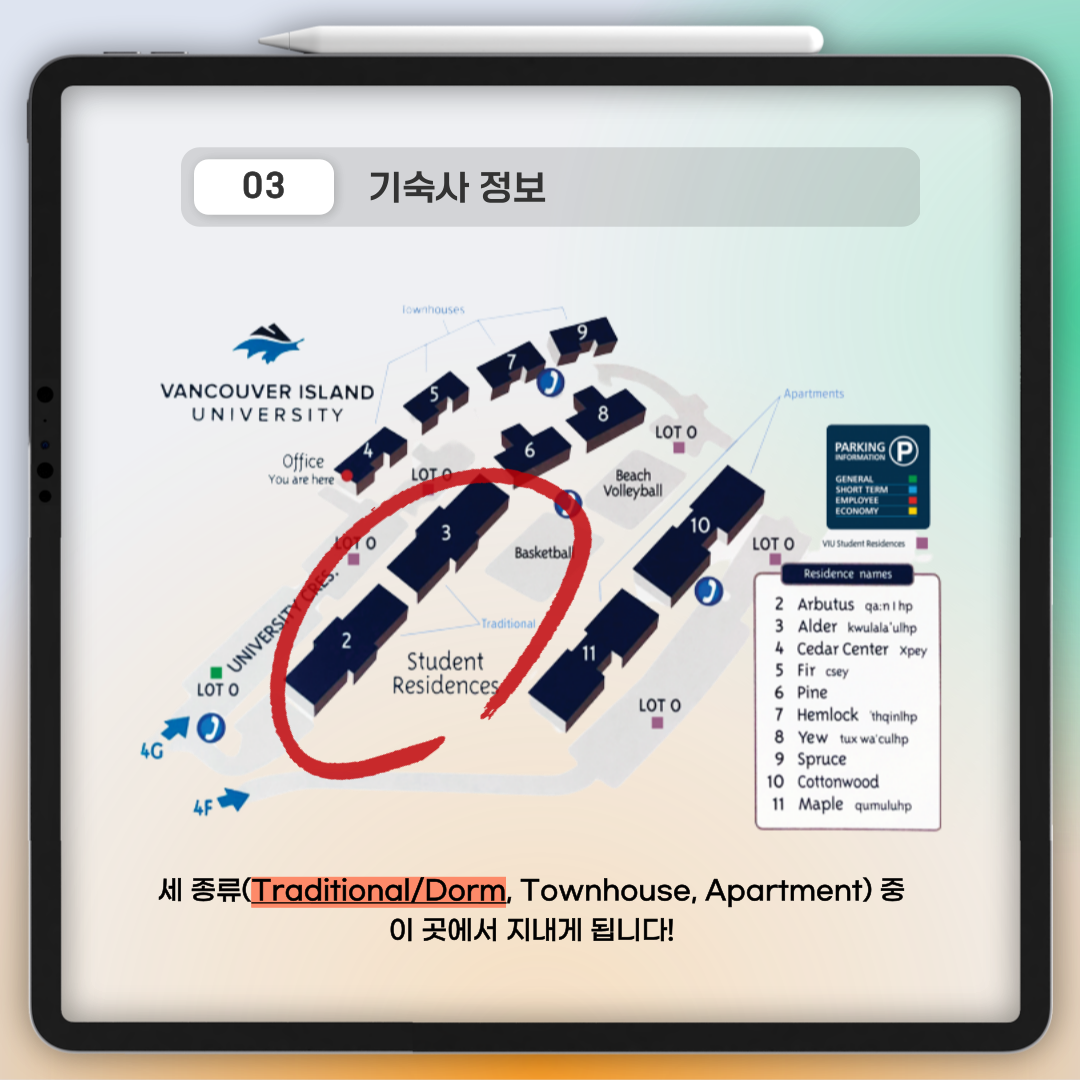 03 기숙사 정보
Townhouses
9
7
5
8
4
6
VANCOUVER ISLAND
UNIVERSITY
Apartments
LOT O
Office
You are here
LOT O
Beach
Volleyball
PARKING P
INFORMATION
GENERAL
SHORT TERM
EMPLOYEE
ECONOMY
VIU Student Residences
3
10
LOT O
Basketball
LOT O
UNIVERSITY CRES.
Traditional
2
11
Student
Residences
LOT O
LOT O
4G
4F
Residence names
2 Arbutus qa:n l hp
3 Alder kwulala'ulhp
4 Cedar Center xpey
5 Fir csey
6 Pine
7 Hemlock 'thqinlhp
8 Yew tux wa'culhp
9 Spruce
10 Cottonwood
11 Maple qumuluhp
세 종류(Traditional/Dorm, Townhouse, Apartment) 중
이 곳에서 지내게 됩니다!